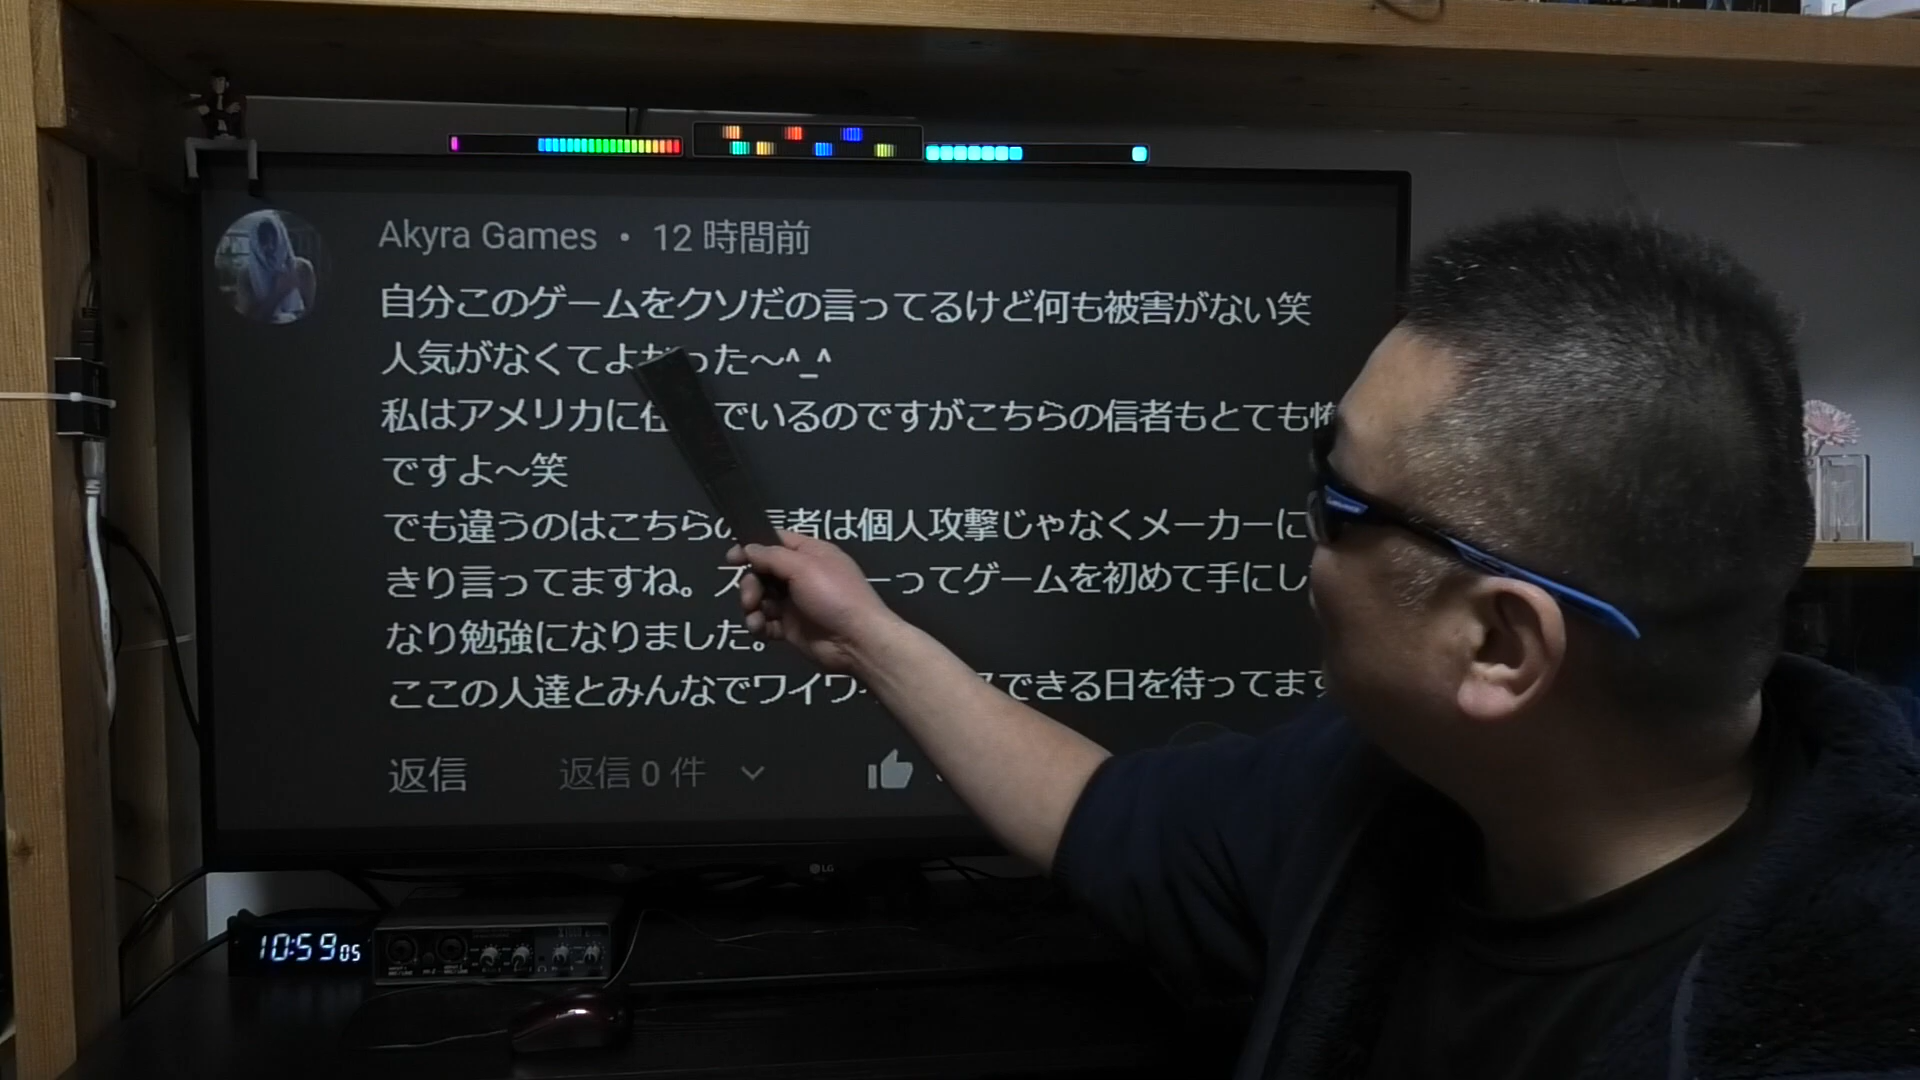 Akyra Games • 12 時間前
自分このゲームをクソだの言ってるけど何も被害がない笑
人気がなくてよかった〜^_^
私はアメリカに住んでいるのですがこちらの信者もとても
ですよ〜笑
でも違うのはこちらの信者は個人攻撃じゃなくメーカーに
きり言ってますね。 ーってゲームを初めて手にし
なり勉強になりました。
ここの人達とみんなでワイワイ できる日を待ってます
返信 返信 0 件
LG
10:59 05